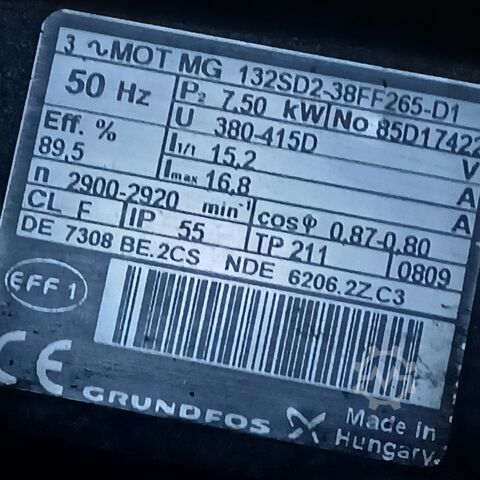 3 ∿ MOT MG 132SD2-38FF265-D1
50 Hz P₂ 7,50 kW No 85D17422
U 380-415D V
Eff. % 89,5 I1/1 15,2 A
Imax 16,8 A
n 2900-2920 min⁻¹ cosφ 0,87-0,80
CL F IP 55 TP 211 0809
DE 7308 BE.2CS NDE 6206.2Z.C3
EFF 1
CE GRUNDFOS Made in
Hungary